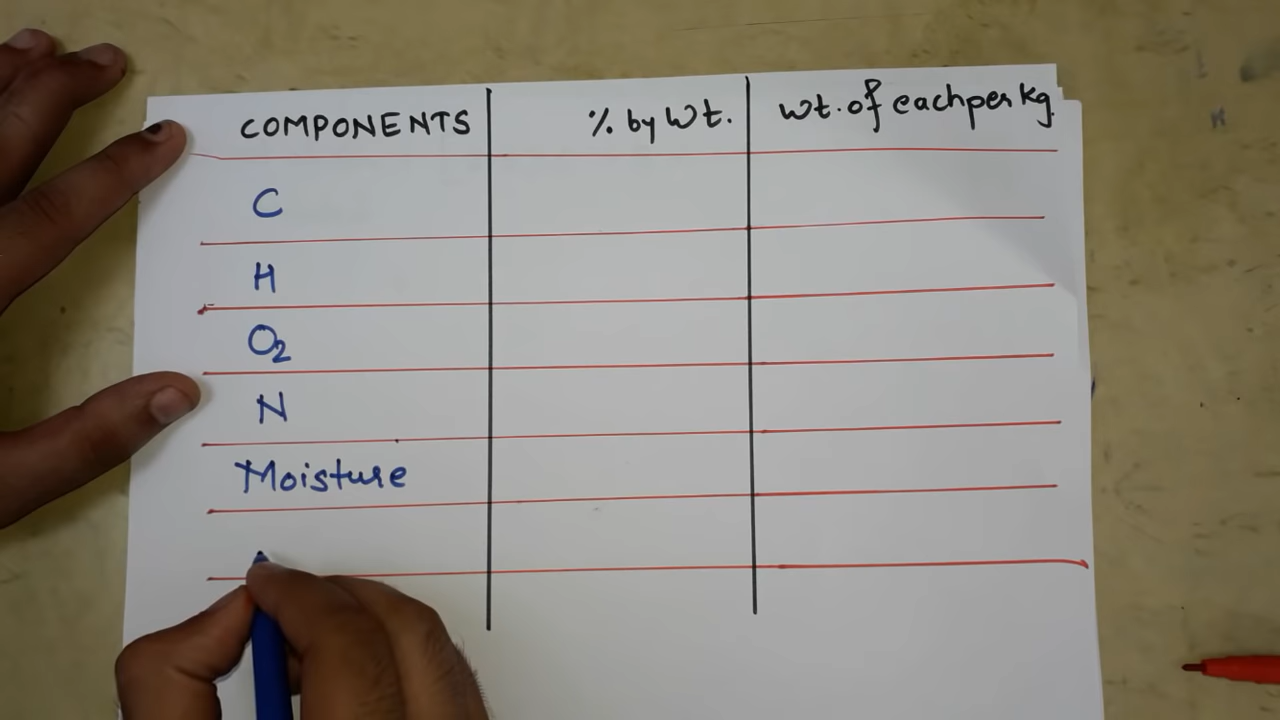 COMPONENTS % by Wt. Wt. of each per kg.
C
H
O2
N
Moisture